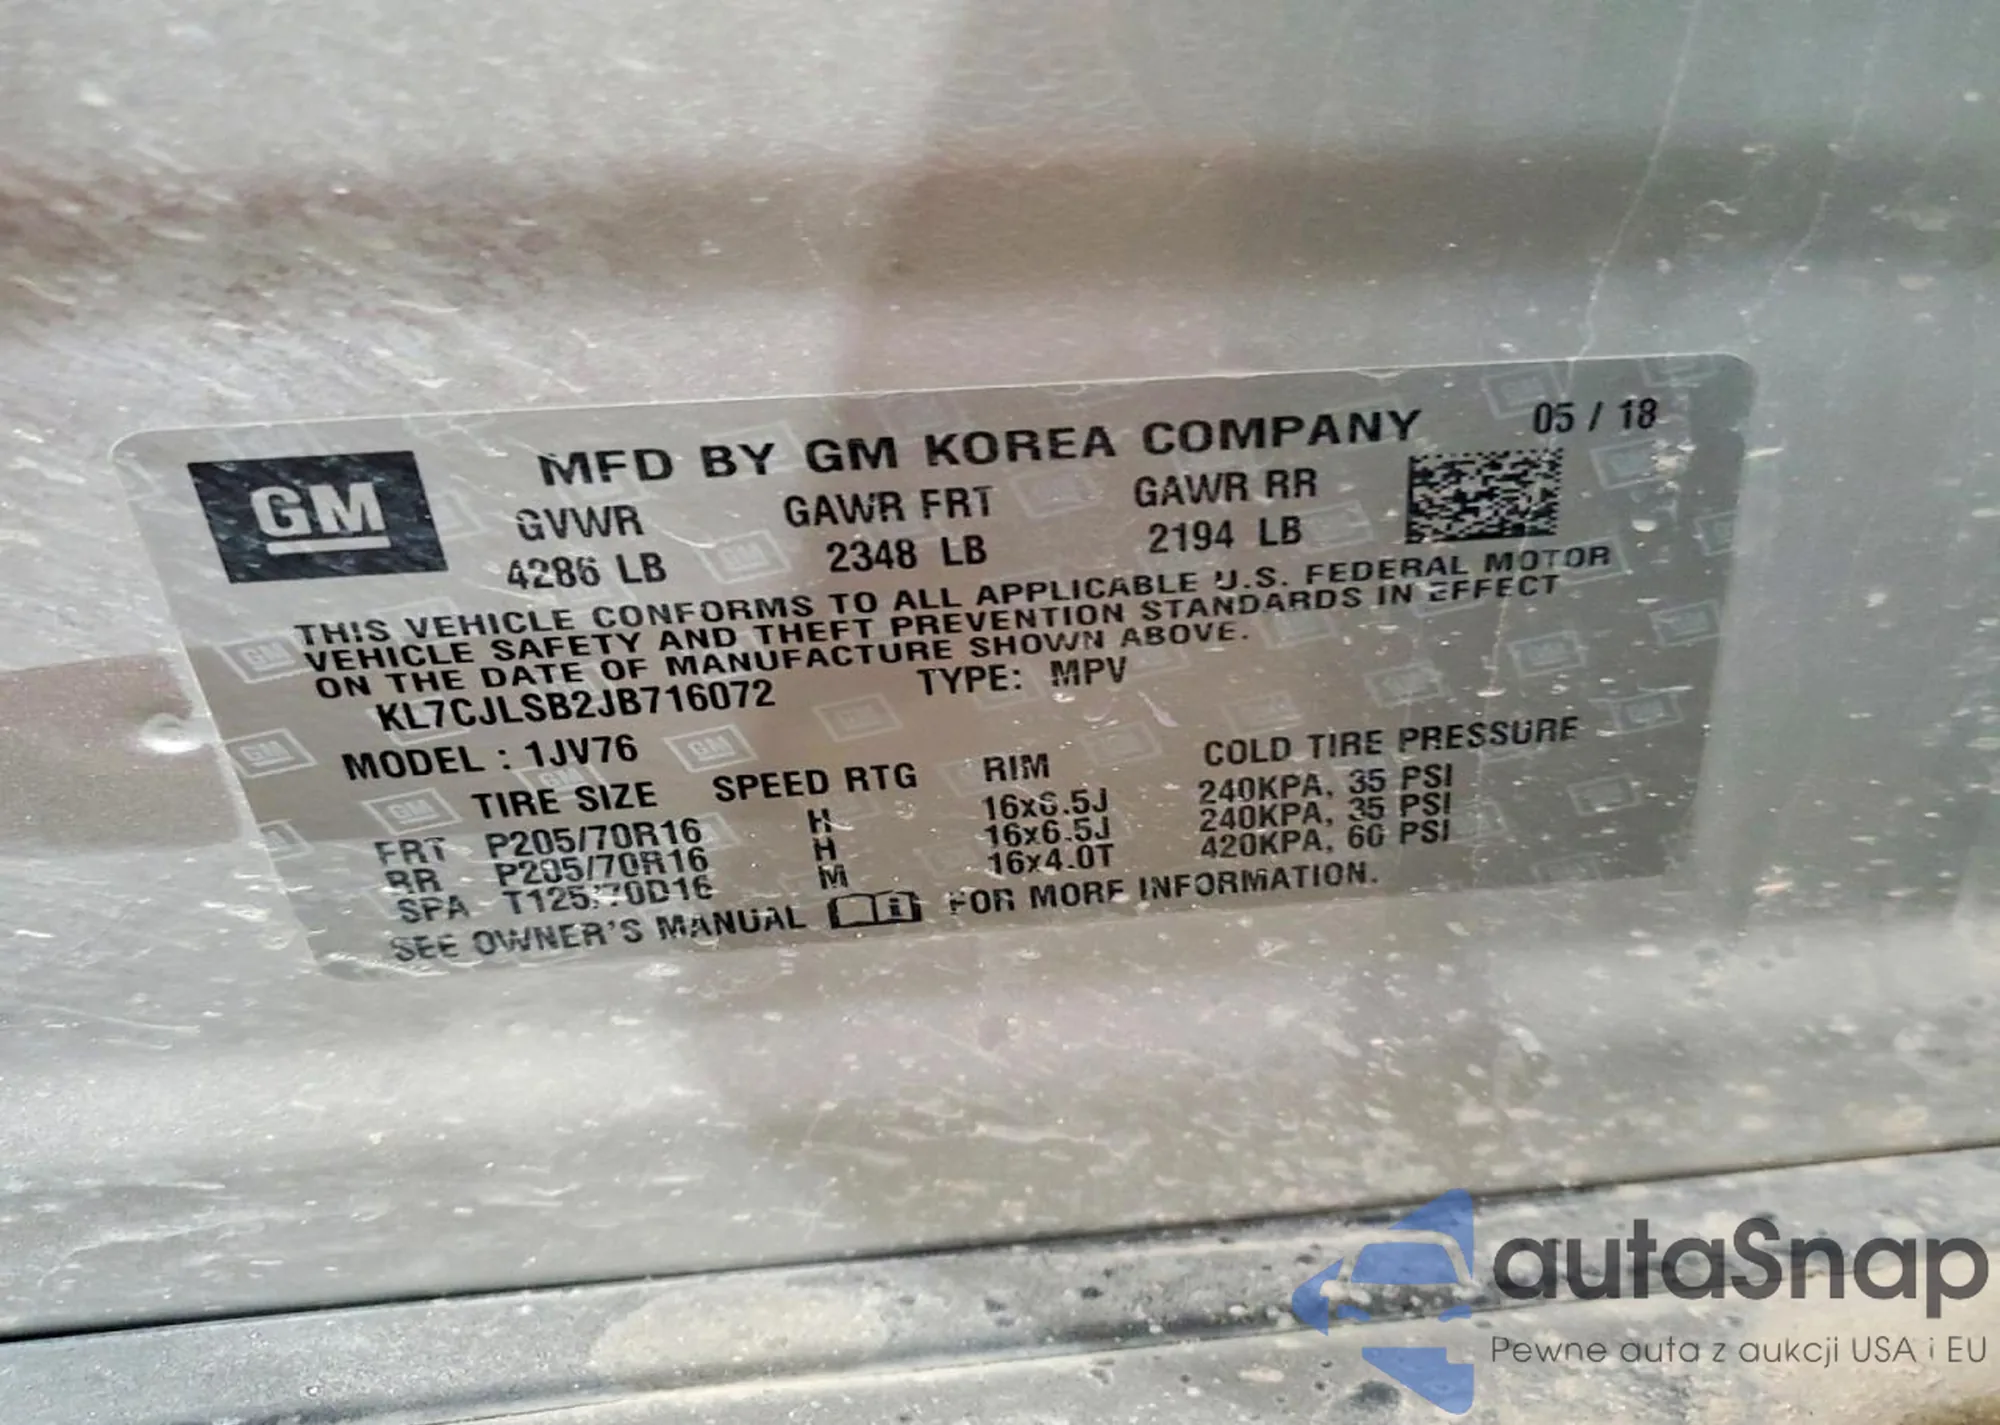 MFD BY GM KOREA COMPANY 05 / 18
GM
GVWR GAWR FRT GAWR RR
4286 LB 2348 LB 2194 LB
THIS VEHICLE CONFORMS TO ALL APPLICABLE U.S. FEDERAL MOTOR
VEHICLE SAFETY AND THEFT PREVENTION STANDARDS IN EFFECT
ON THE DATE OF MANUFACTURE SHOWN ABOVE.
KL7CJLSB2JB716072 TYPE: MPV
MODEL : 1JV76
TIRE SIZE SPEED RTG RIM COLD TIRE PRESSURE
FRT P205/70R16 H 16x6.5J 240KPA, 35 PSI
RR P205/70R16 H 16x6.5J 240KPA, 35 PSI
SPA T125/70D16 M 16x4.0T 420KPA, 60 PSI
SEE OWNER'S MANUAL FOR MORE INFORMATION.
autaSnap
Pewne auta z aukcji USA i EU